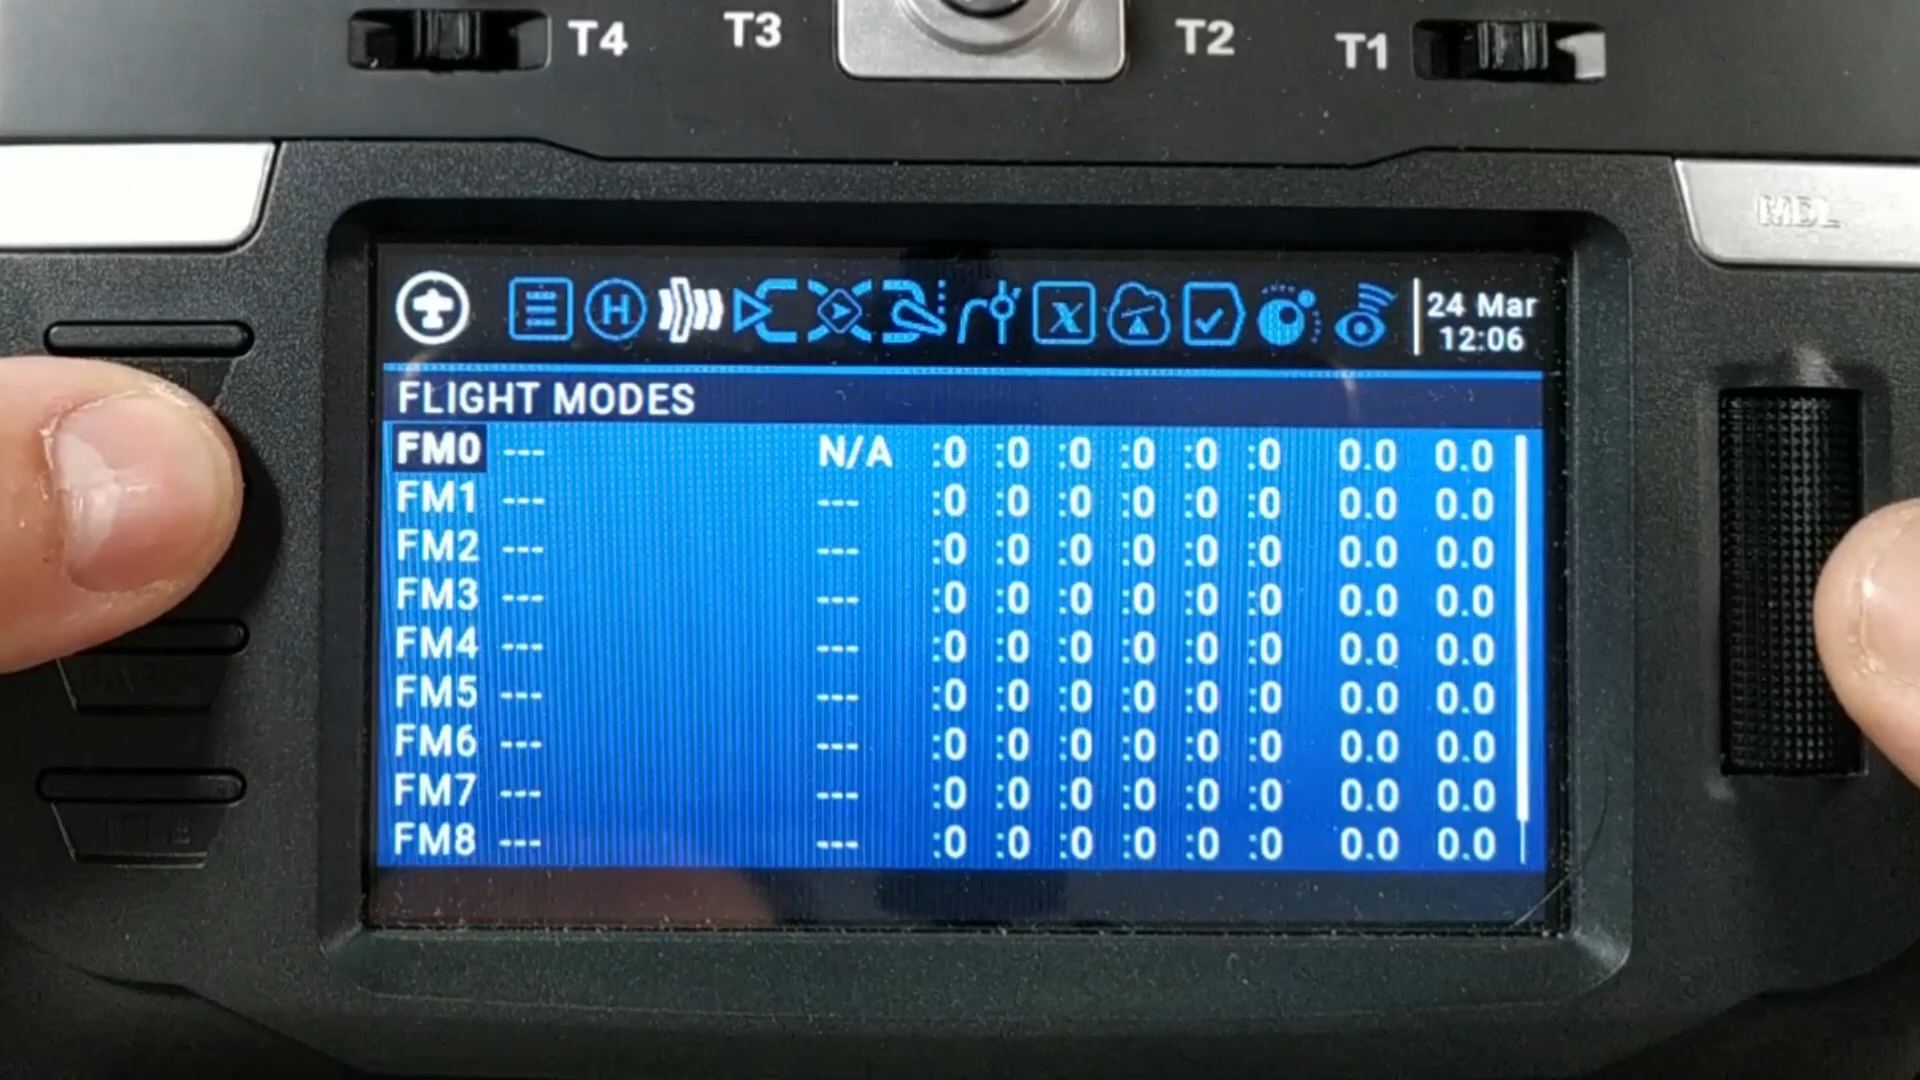 T4 T3 T2 T1
MDL
24 Mar
12:06
FLIGHT MODES
FM0 --- N/A :0 :0 :0 :0 :0 :0 0.0 0.0
FM1 --- --- :0 :0 :0 :0 :0 :0 0.0 0.0
FM2 --- --- :0 :0 :0 :0 :0 :0 0.0 0.0
FM3 --- --- :0 :0 :0 :0 :0 :0 0.0 0.0
FM4 --- --- :0 :0 :0 :0 :0 :0 0.0 0.0
FM5 --- --- :0 :0 :0 :0 :0 :0 0.0 0.0
FM6 --- --- :0 :0 :0 :0 :0 :0 0.0 0.0
FM7 --- --- :0 :0 :0 :0 :0 :0 0.0 0.0
FM8 --- --- :0 :0 :0 :0 :0 :0 0.0 0.0